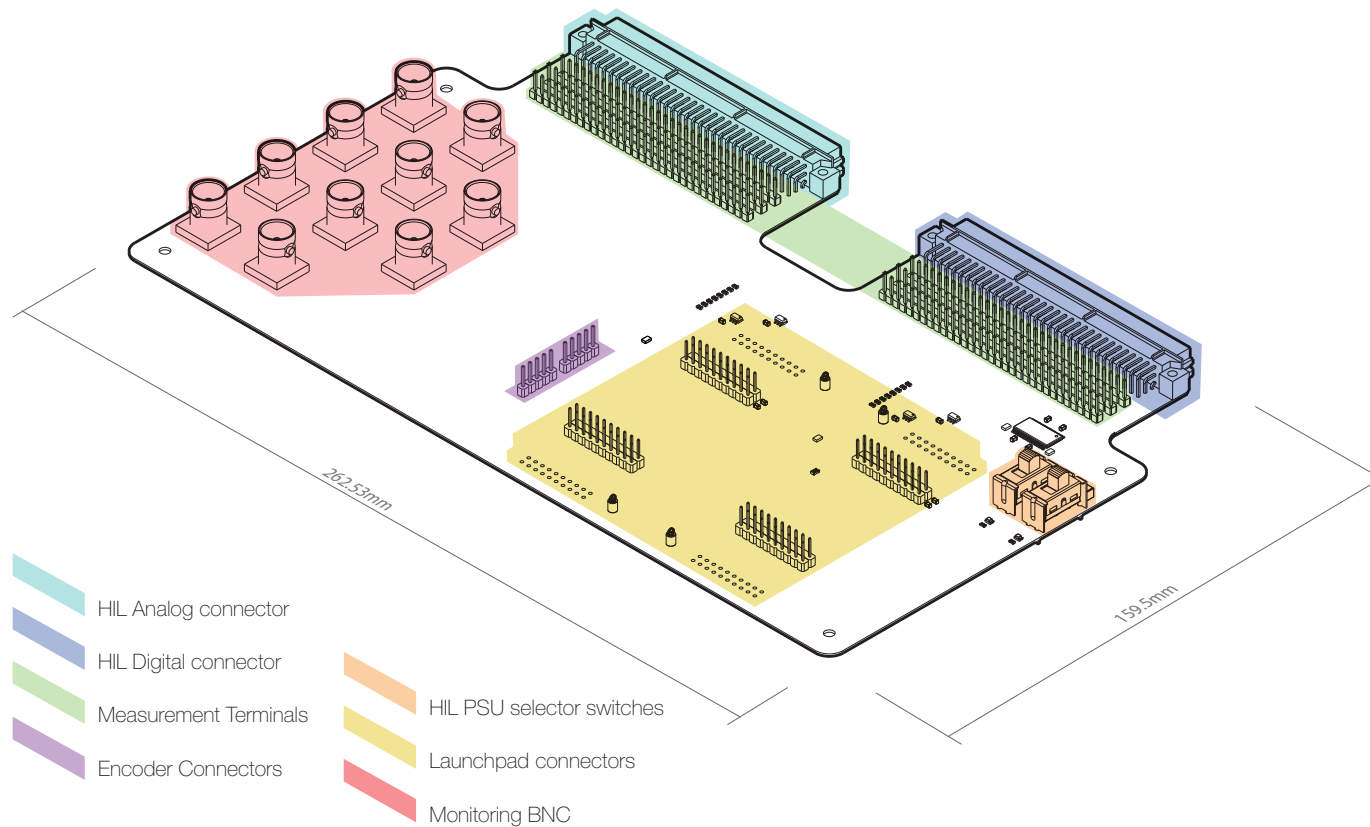 262.53mm
159.5mm
HIL Analog connector
HIL Digital connector
Measurement Terminals
Encoder Connectors
HIL PSU selector switches
Launchpad connectors
Monitoring BNC